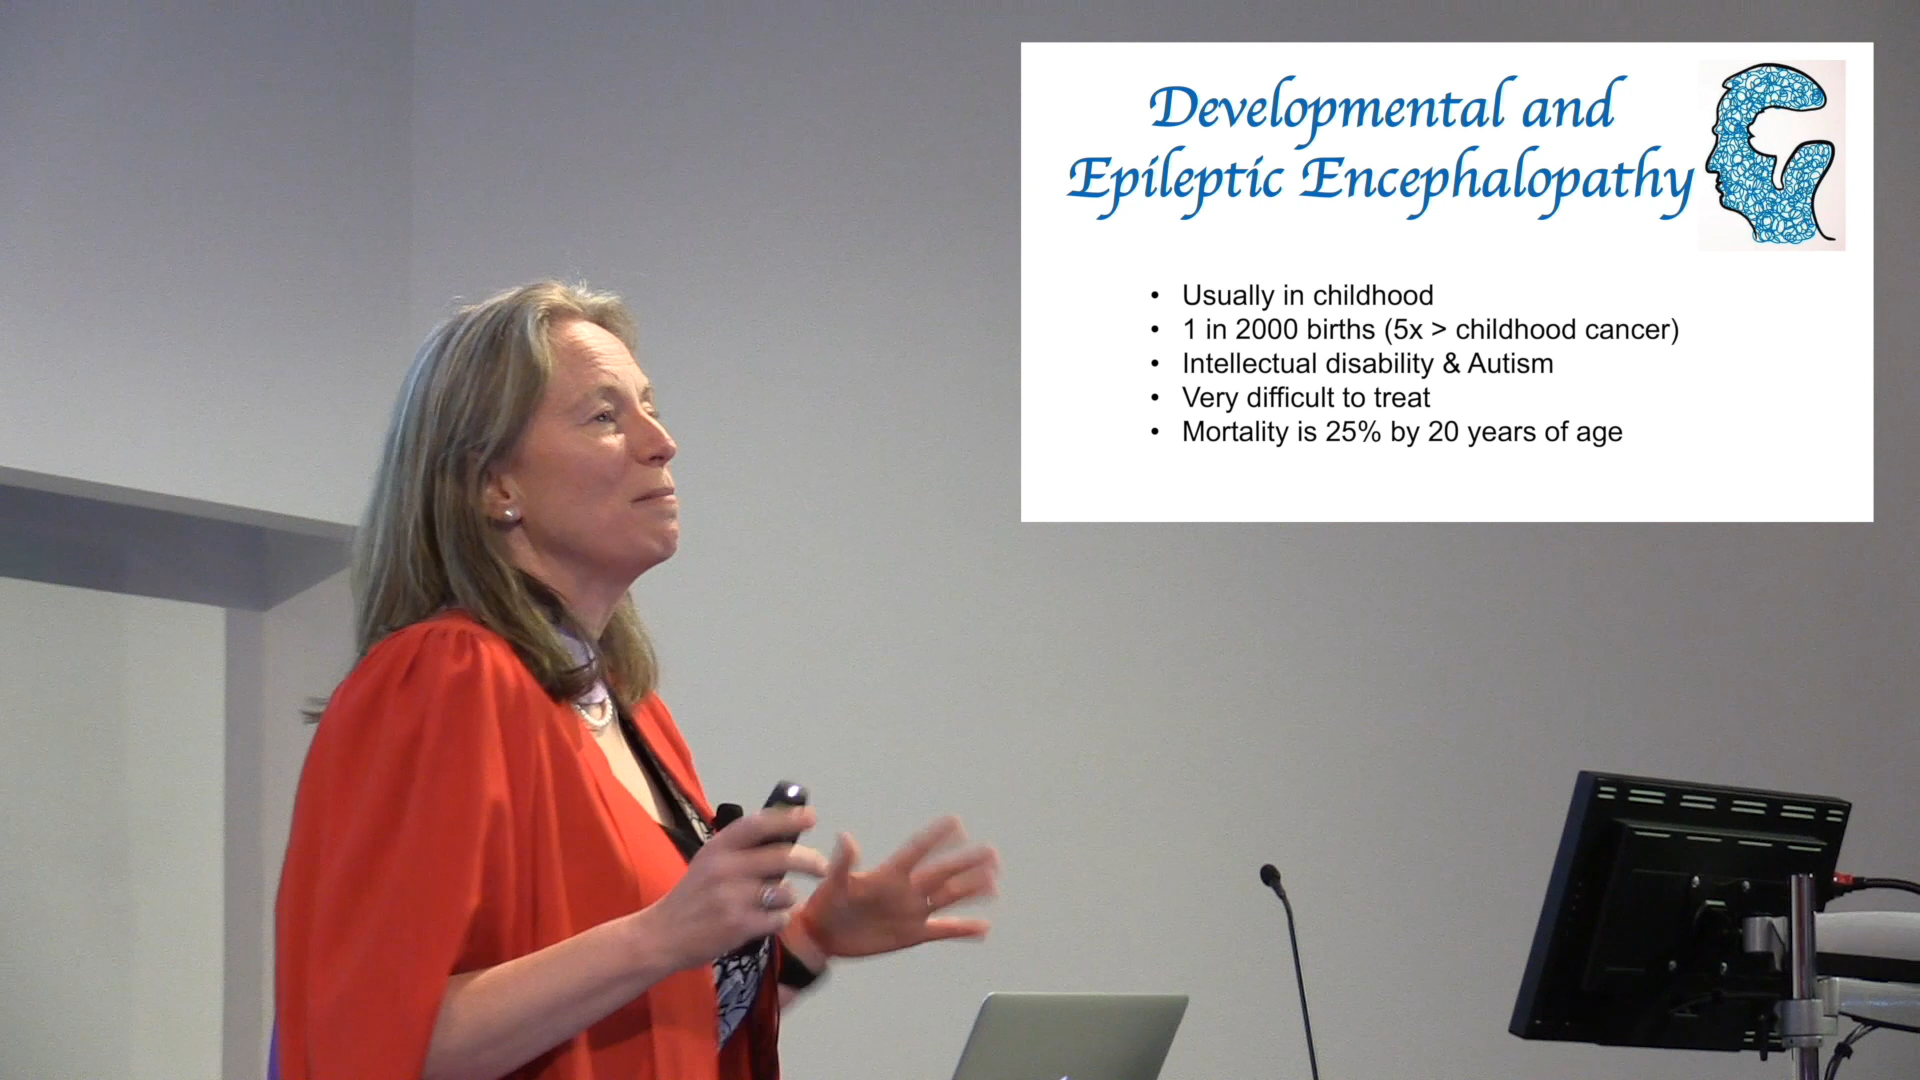 Developmental and
Epileptic Encephalopathy
• Usually in childhood
• 1 in 2000 births (5x > childhood cancer)
• Intellectual disability & Autism
• Very difficult to treat
• Mortality is 25% by 20 years of age